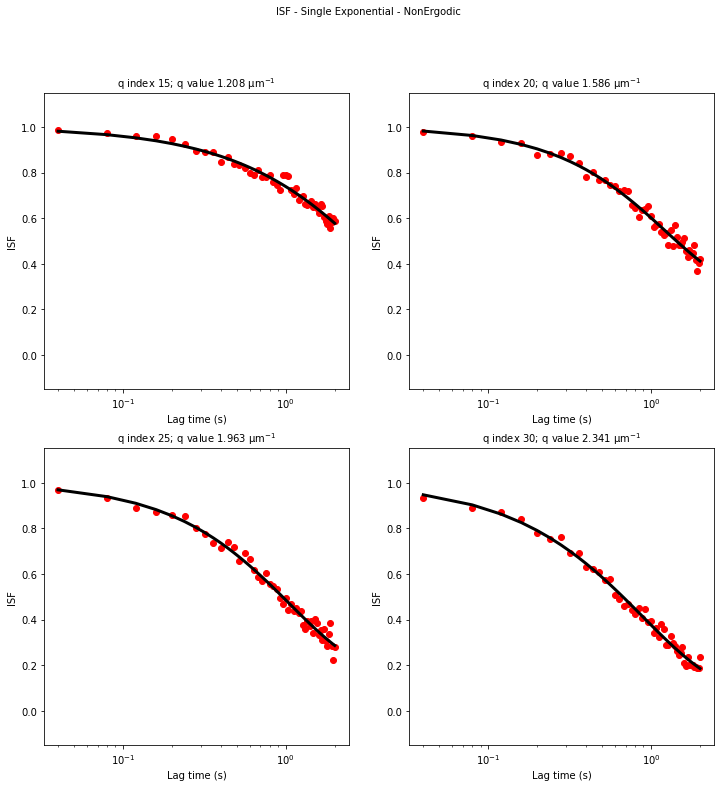 ISF - Single Exponential - NonErgodic
q index 15; q value 1.208 μm⁻¹
q index 20; q value 1.586 μm⁻¹
1.0
0.8
0.6
0.4
0.2
0.0
ISF
10⁻¹
10⁰
Lag time (s)
1.0
0.8
0.6
0.4
0.2
0.0
ISF
10⁻¹
10⁰
Lag time (s)
q index 25; q value 1.963 μm⁻¹
q index 30; q value 2.341 μm⁻¹
1.0
0.8
0.6
0.4
0.2
0.0
ISF
10⁻¹
10⁰
Lag time (s)
1.0
0.8
0.6
0.4
0.2
0.0
ISF
10⁻¹
10⁰
Lag time (s)